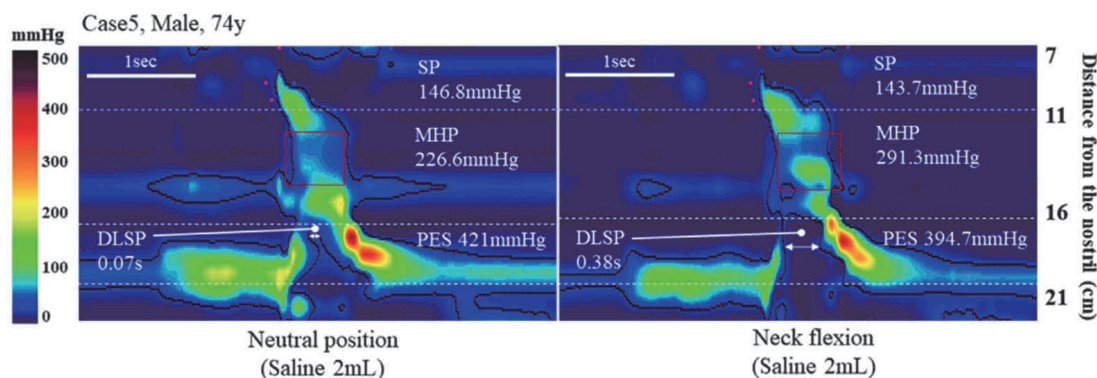 Case5, Male, 74y
mmHg
500
400
300
200
100
0
1sec
SP
146.8mmHg
MHP
226.6mmHg
DLSP
0.07s
PES 421mmHg
Neutral position
(Saline 2mL)
1sec
SP
143.7mmHg
MHP
291.3mmHg
DLSP
0.38s
PES 394.7mmHg
Neck flexion
(Saline 2mL)
7
11
16
21
Distance from the nostril (cm)